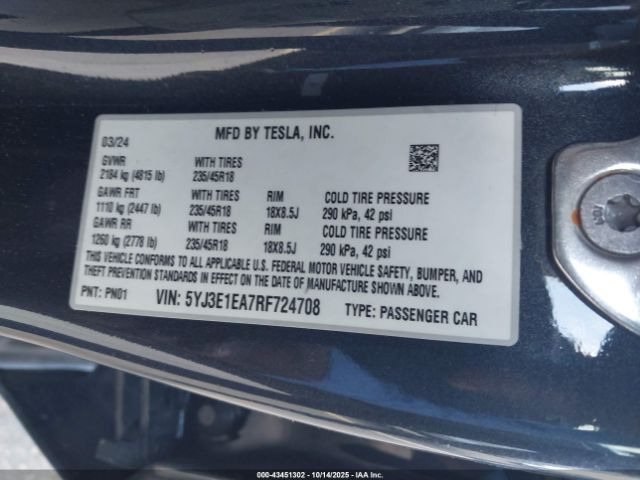 MFD BY TESLA, INC.
03/24
GVWR WITH TIRES
2184 kg (4815 lb) 235/45R18
GAWR FRT WITH TIRES RIM COLD TIRE PRESSURE
1110 kg (2447 lb) 235/45R18 18X8.5J 290 kPa, 42 psi
GAWR RR WITH TIRES RIM COLD TIRE PRESSURE
1260 kg (2778 lb) 235/45R18 18X8.5J 290 kPa, 42 psi
THIS VEHICLE CONFORMS TO ALL APPLICABLE U.S. FEDERAL MOTOR VEHICLE SAFETY, BUMPER, AND
THEFT PREVENTION STANDARDS IN EFFECT ON THE DATE OF MANUFACTURE SHOWN ABOVE.
PNT: PN01 VIN: 5YJ3E1EA7RF724708 TYPE: PASSENGER CAR
000-43451302 - 10/14/2025 - IAA Inc.